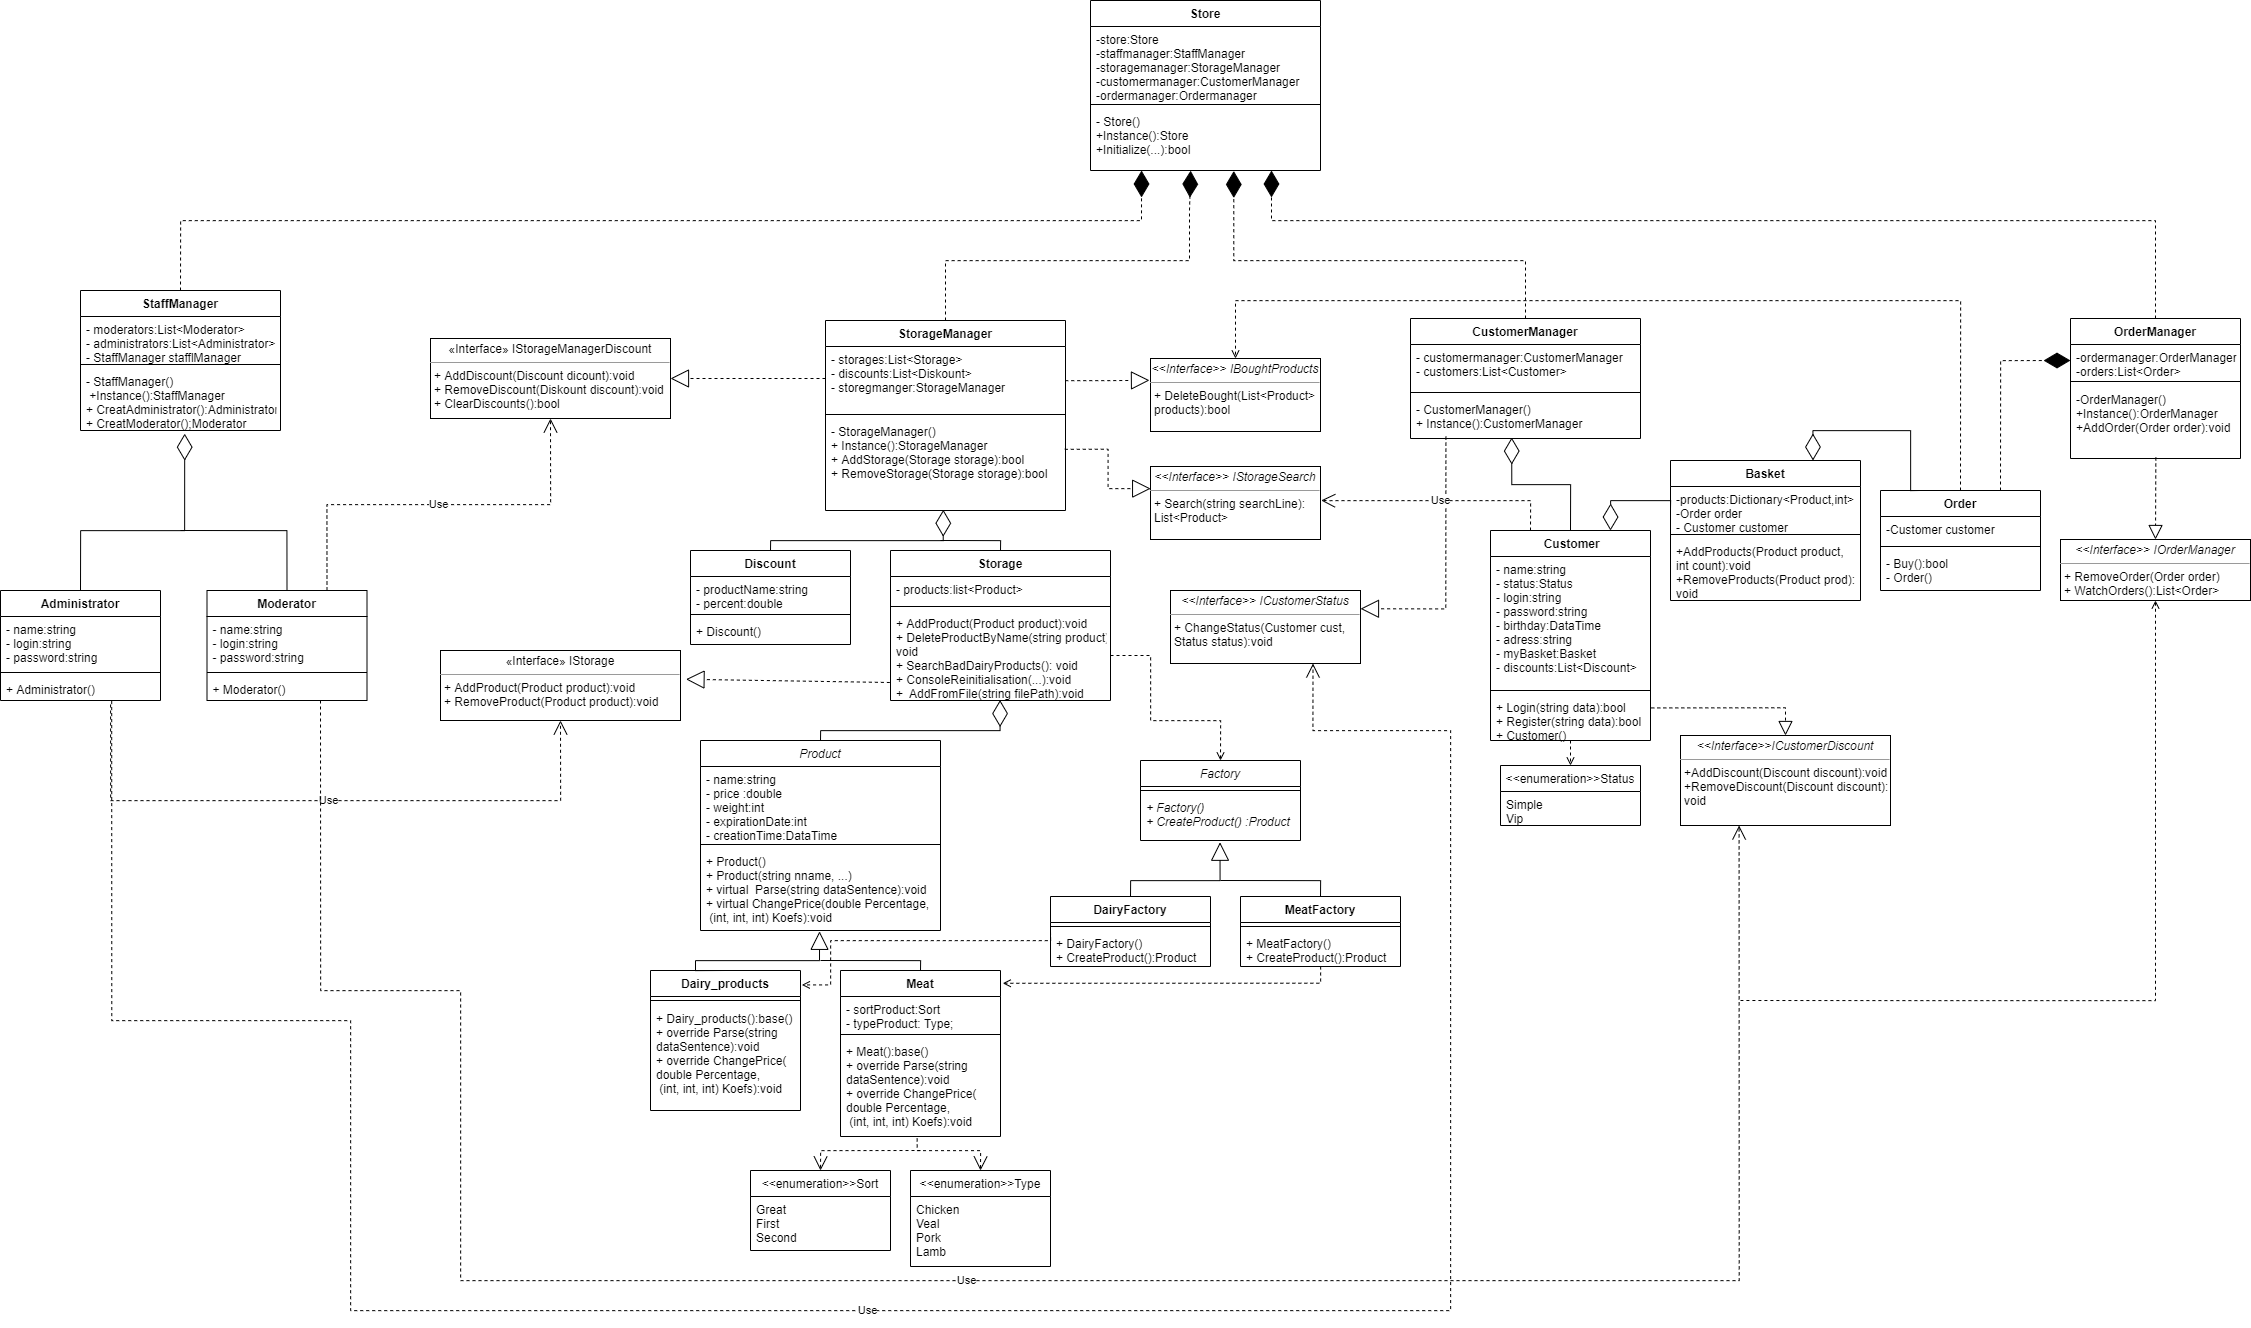 Store
-store:Store
-staffmanager:StaffManager
-storagemanager:StorageManager
-customermanager:CustomerManager
-ordermanager:Ordermanager
- Store()
+Instance():Store
+Initialize(...):bool
StaffManager
- moderators:List<Moderator>
- administrators:List<Administrator>
- StaffManager stafflManager
- StaffManager()
+Instance():StaffManager
+ CreatAdministrator():Administrator
+ CreatModerator();Moderator
«Interface» IStorageManagerDiscount
+ AddDiscount(Discount dicount):void
+ RemoveDiscount(Diskount discount):void
+ ClearDiscounts():bool
StorageManager
- storages:List<Storage>
- discounts:List<Diskount>
- storegmanger:StorageManager
- StorageManager()
+ Instance():StorageManager
+ AddStorage(Storage storage):bool
+ RemoveStorage(Storage storage):bool
<<Interface>> IBoughtProducts
+ DeleteBought(List<Product>
products):bool
<<Interface>> IStorageSearch
+ Search(string searchLine):
List<Product>
CustomerManager
- customermanager:CustomerManager
- customers:List<Customer>
- CustomerManager()
+ Instance():CustomerManager
OrderManager
-ordermanager:OrderManager
-orders:List<Order>
-OrderManager()
+Instance():OrderManager
+AddOrder(Order order):void
Basket
-products:Dictionary<Product,int>
-Order order
- Customer customer
+AddProducts(Product product,
int count):void
+RemoveProducts(Product prod):
void
Order
-Customer customer
- Buy():bool
- Order()
<<Interface>> IOrderManager
+ RemoveOrder(Order order)
+ WatchOrders():List<Order>
Use
Use
Administrator
- name:string
- login:string
- password:string
+ Administrator()
Moderator
- name:string
- login:string
- password:string
+ Moderator()
Discount
- productName:string
- percent:double
+ Discount()
Storage
- products:list<Product>
+ AddProduct(Product product):void
+ DeleteProductByName(string product)
void
+ SearchBadDairyProducts(): void
+ ConsoleReinitialisation(...):void
+ AddFromFile(string filePath):void
<<Interface>> ICustomerStatus
+ ChangeStatus(Customer cust,
Status status):void
Customer
- name:string
- status:Status
- login:string
- password:string
- birthday:DataTime
- adress:string
- myBasket:Basket
- discounts:List<Discount>
+ Login(string data):bool
+ Register(string data):bool
+ Customer()
«Interface» IStorage
+ AddProduct(Product product):void
+ RemoveProduct(Product product):void
Use
Product
- name:string
- price :double
- weight:int
- expirationDate:int
- creationTime:DataTime
+ Product()
+ Product(string nname, ...)
+ virtual  Parse(string dataSentence):void
+ virtual ChangePrice(double Percentage,
(int, int, int) Koefs):void
Factory
+ Factory()
+ CreateProduct() :Product
<<enumeration>>Status
Simple
Vip
<<Interface>>ICustomerDiscount
+AddDiscount(Discount discount):void
+RemoveDiscount(Discount discount):
void
DairyFactory
+ DairyFactory()
+ CreateProduct():Product
MeatFactory
+ MeatFactory()
+ CreateProduct():Product
Dairy_products
+ Dairy_products():base()
+ override Parse(string
dataSentence):void
+ override ChangePrice(
double Percentage,
(int, int, int) Koefs):void
Meat
- sortProduct:Sort
- typeProduct: Type;
+ Meat():base()
+ override Parse(string
dataSentence):void
+ override ChangePrice(
double Percentage,
(int, int, int) Koefs):void
<<enumeration>>Sort
Great
First
Second
<<enumeration>>Type
Chicken
Veal
Pork
Lamb
Use
Use